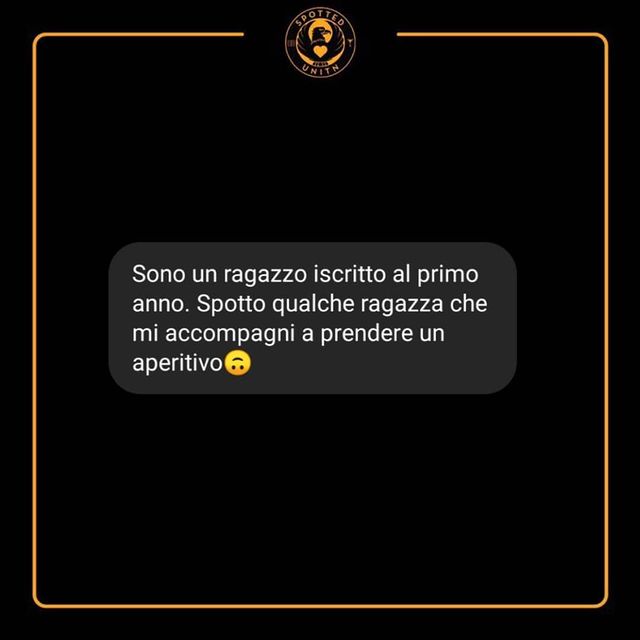 SPOTTED
UNITN
Sono un ragazzo iscritto al primo
anno. Spotto qualche ragazza che
mi accompagni a prendere un
aperitivo🙃